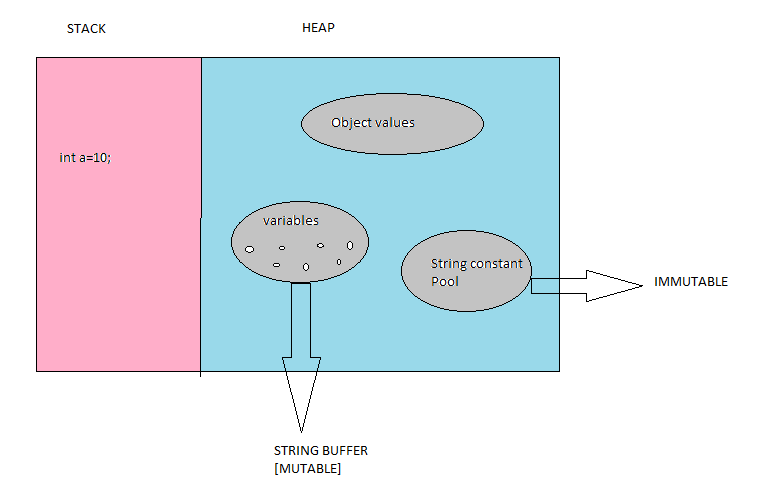 STACK
HEAP
Object values
int a=10;
variables
String constant
Pool
IMMUTABLE
STRING BUFFER
[MUTABLE]